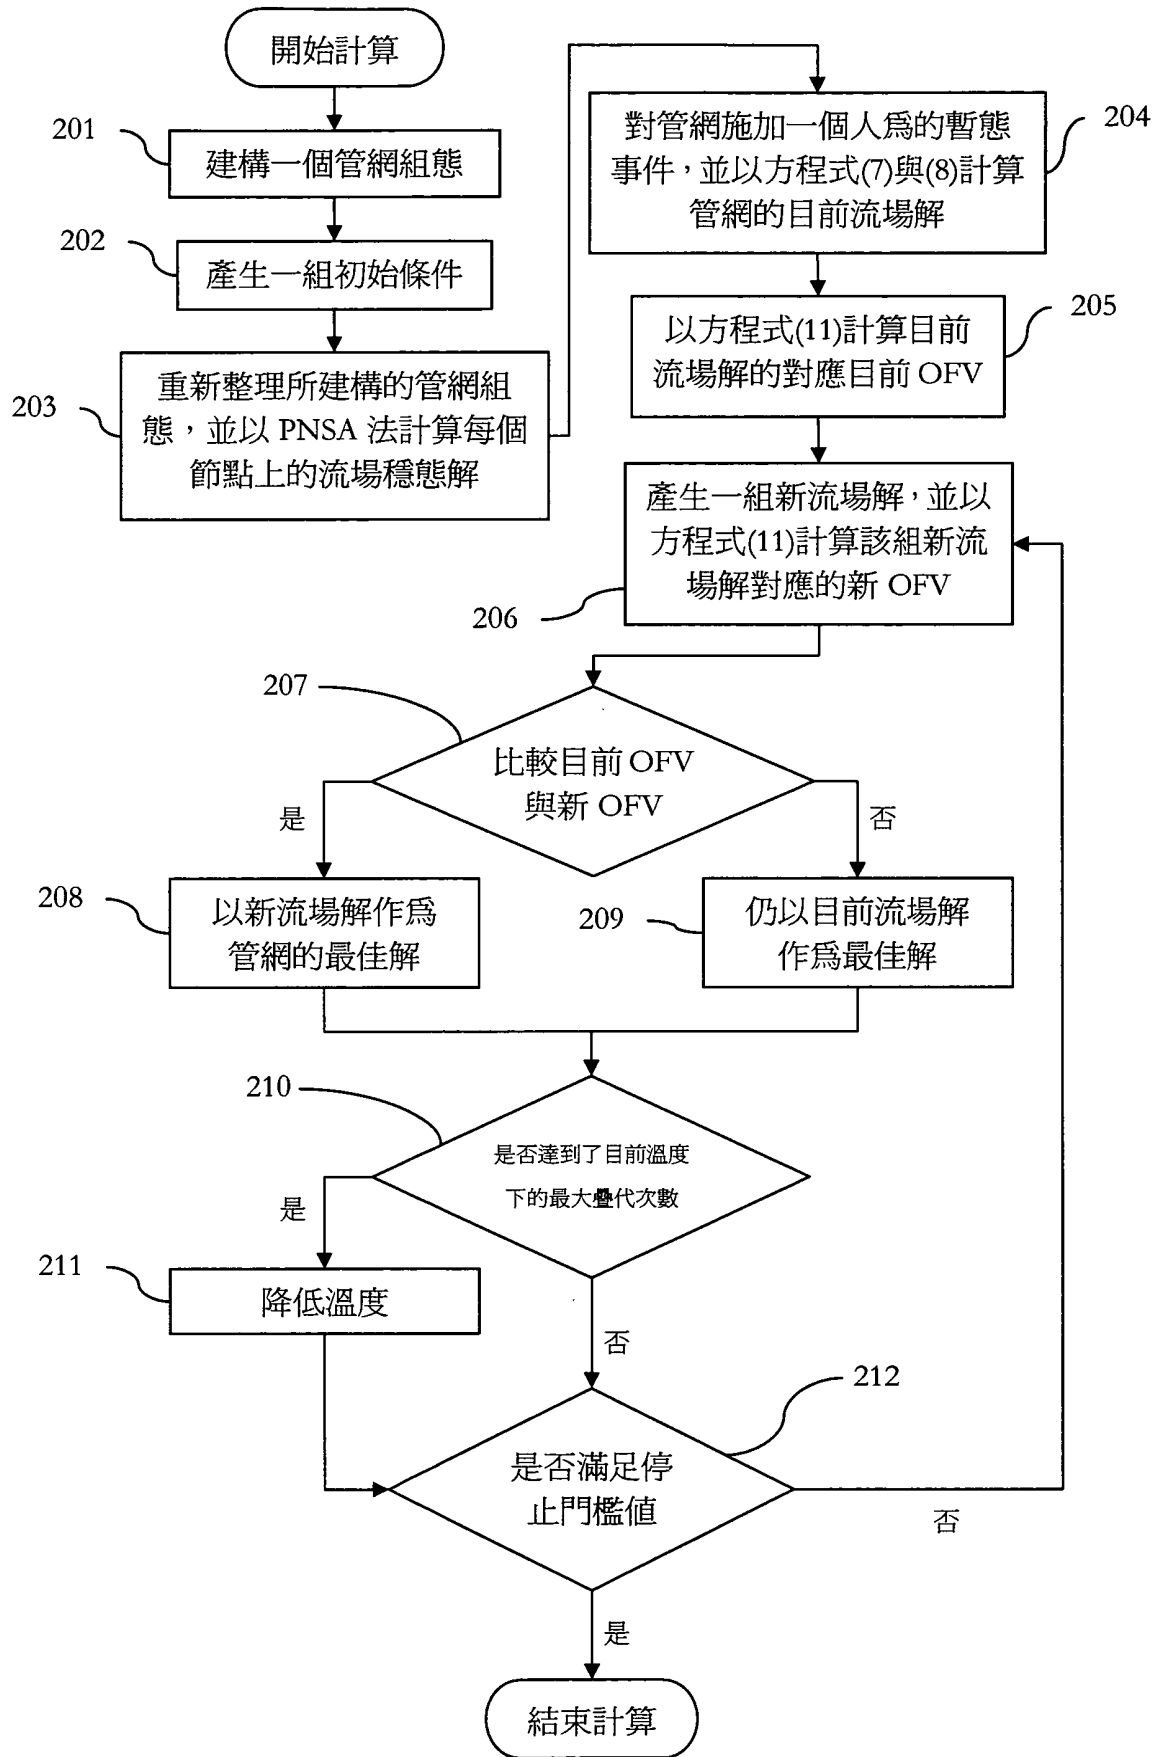 開始計算
201
建構一個管網組態
202
產生一組初始條件
203
重新整理所建構的管網組
態，並以 PNSA 法計算每個
節點上的流場穩態解
204
對管網施加一個人為的暫態
事件，並以方程式(7)與(8)計算
管網的目前流場解
205
以方程式(11)計算目前
流場解的對應目前 OFV
206
產生一組新流場解，並以
方程式(11)計算該組新流
場解對應的新 OFV
207
比較目前 OFV
與新 OFV
是
否
208
以新流場解作為
管網的最佳解
209
仍以目前流場解
作為最佳解
210
是否達到了目前溫度
下的最大疊代次數
是
211
降低溫度
否
212
是否滿足停
止門檻值
否
是
結束計算